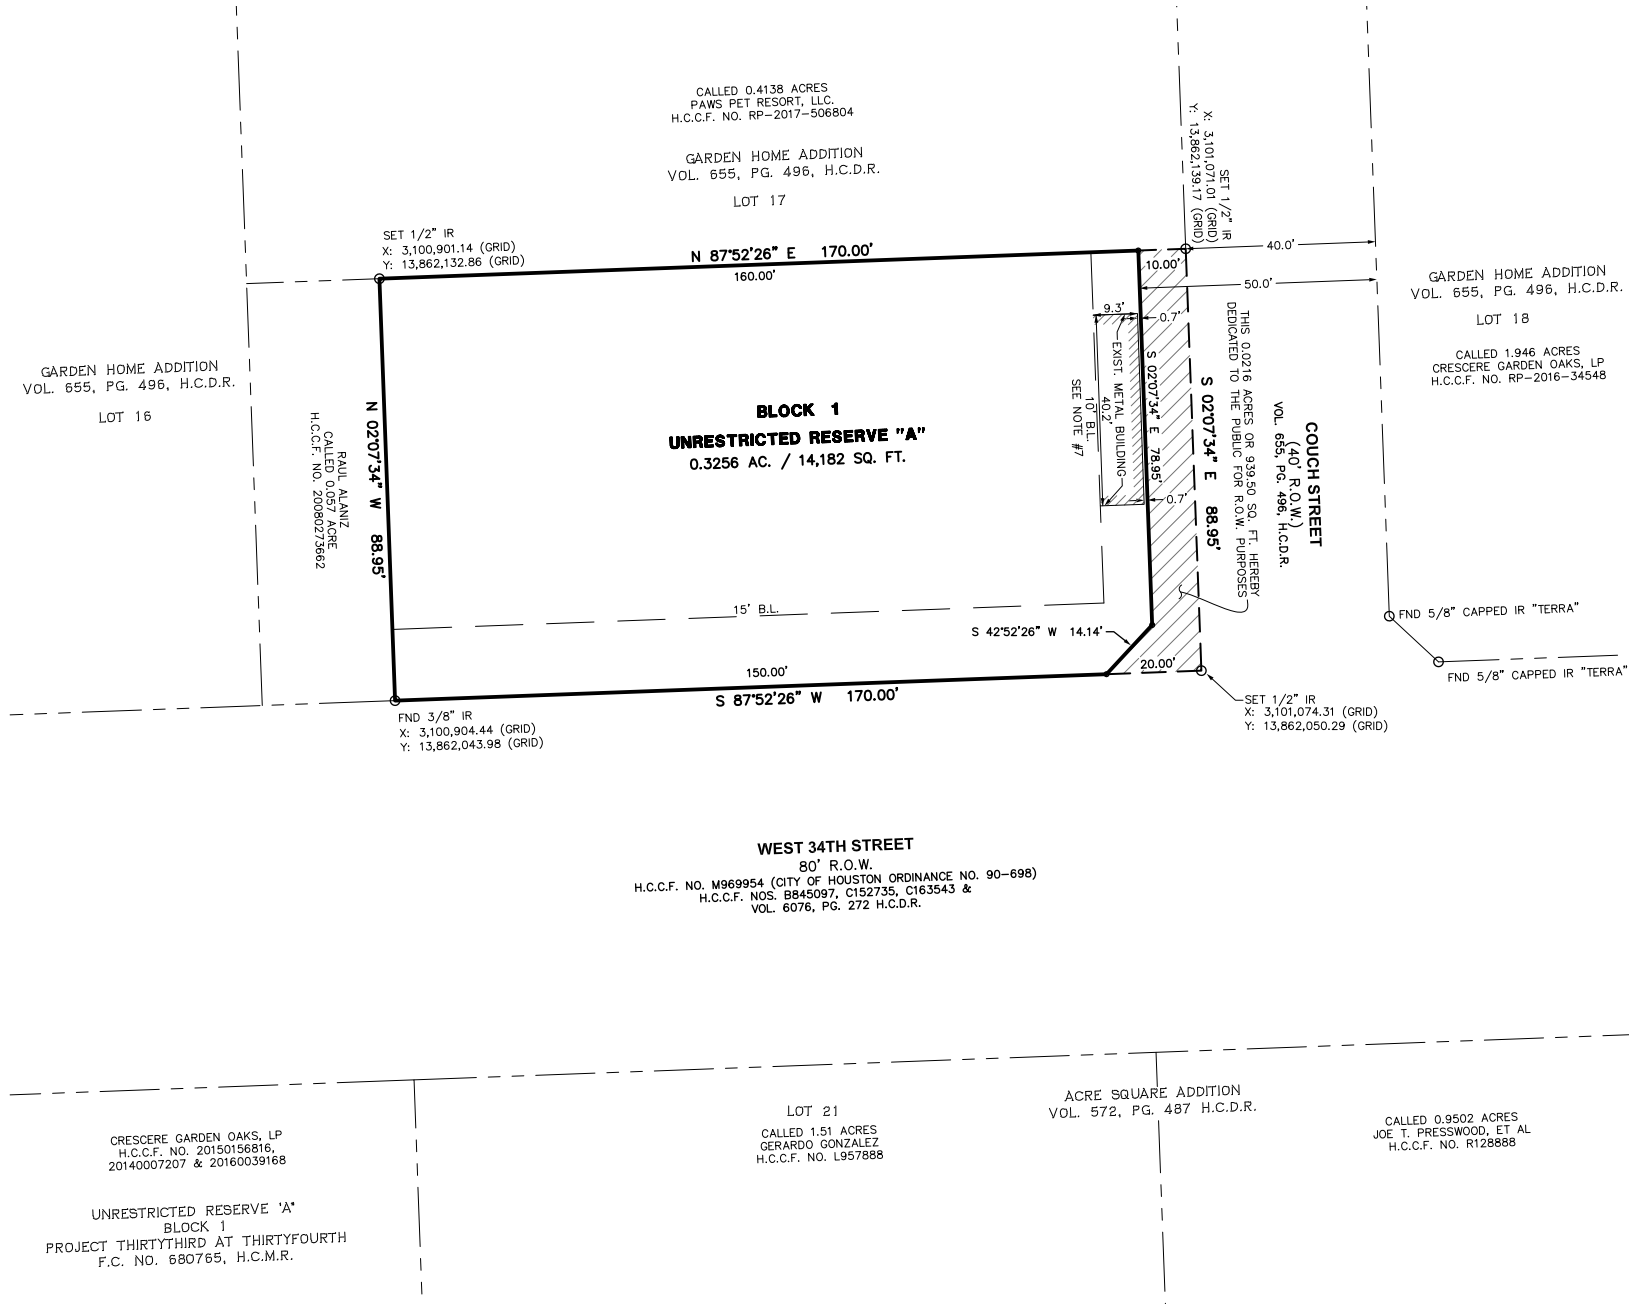 CALLED 0.4138 ACRES
PAWS PET RESORT, LLC.
H.C.C.F. NO. RP-2017-506804
GARDEN HOME ADDITION
VOL. 655, PG. 496, H.C.D.R.
LOT 17
SET 1/2" IR
X: 3,101,071.01 (GRID)
Y: 13,862,139.17 (GRID)
SET 1/2" IR
X: 3,100,901.14 (GRID)
Y: 13,862,132.86 (GRID)
N 87°52'26" E 170.00'
160.00'
10.00'
40.0'
50.0'
GARDEN HOME ADDITION
VOL. 655, PG. 496, H.C.D.R.
LOT 18
CALLED 1.946 ACRES
CRESCERE GARDEN OAKS, LP
H.C.C.F. NO. RP-2016-34548
9.3'
0.7'
EXIST. METAL BUILDING
40.2'
10' B.L.
SEE NOTE #7
S 02°07'34" E 78.95'
0.7'
THIS 0.0216 ACRES OR 939.50 SQ. FT. HEREBY
DEDICATED TO THE PUBLIC FOR R.O.W. PURPOSES
S 02°07'34" E 88.95'
COUCH STREET
(40' R.O.W.)
VOL. 655, PG. 496, H.C.D.R.
GARDEN HOME ADDITION
VOL. 655, PG. 496, H.C.D.R.
LOT 16
RAUL ALANIZ
CALLED 0.057 ACRE
H.C.C.F. NO. 20080273662
N 02°07'34" W 88.95'
BLOCK 1
UNRESTRICTED RESERVE "A"
0.3256 AC. / 14,182 SQ. FT.
15' B.L.
S 42°52'26" W 14.14'
FND 5/8" CAPPED IR "TERRA"
FND 5/8" CAPPED IR "TERRA"
150.00'
20.00'
S 87°52'26" W 170.00'
SET 1/2" IR
X: 3,101,074.31 (GRID)
Y: 13,862,050.29 (GRID)
FND 3/8" IR
X: 3,100,904.44 (GRID)
Y: 13,862,043.98 (GRID)
WEST 34TH STREET
80' R.O.W.
H.C.C.F. NO. M969954 (CITY OF HOUSTON ORDINANCE NO. 90-698)
H.C.C.F. NOS. B845097, C152735, C163543 &
VOL. 6076, PG. 272 H.C.D.R.
CRESCERE GARDEN OAKS, LP
H.C.C.F. NO. 20150156816,
20140007207 & 20160039168
UNRESTRICTED RESERVE 'A"
BLOCK 1
PROJECT THIRTYTHIRD AT THIRTYFOURTH
F.C. NO. 680765, H.C.M.R.
LOT 21
CALLED 1.51 ACRES
GERARDO GONZALEZ
H.C.C.F. NO. L957888
ACRE SQUARE ADDITION
VOL. 572, PG. 487 H.C.D.R.
CALLED 0.9502 ACRES
JOE T. PRESSWOOD, ET AL
H.C.C.F. NO. R128888